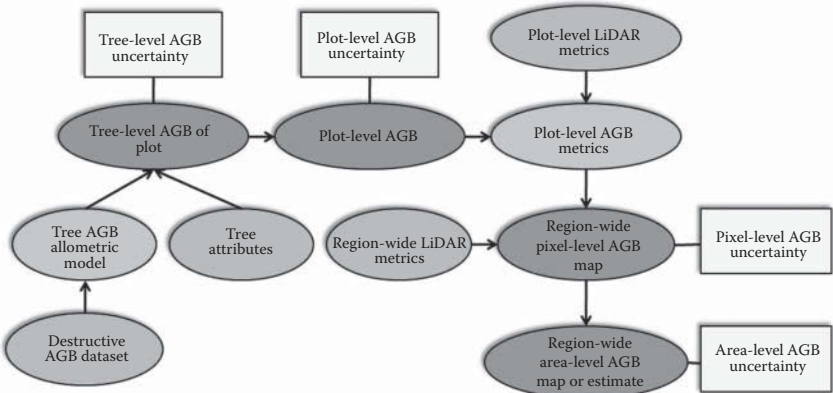 Tree-level AGB
uncertainty
Plot-level AGB
uncertainty
Plot-level LiDAR
metrics
Tree-level AGB of
plot
Plot-level AGB
Plot-level AGB
metrics
Tree AGB
allometric
model
Tree
attributes
Region-wide LiDAR
metrics
Region-wide
pixel-level AGB
map
Pixel-level AGB
uncertainty
Destructive
AGB dataset
Region-wide
area-level AGB
map or estimate
Area-level AGB
uncertainty